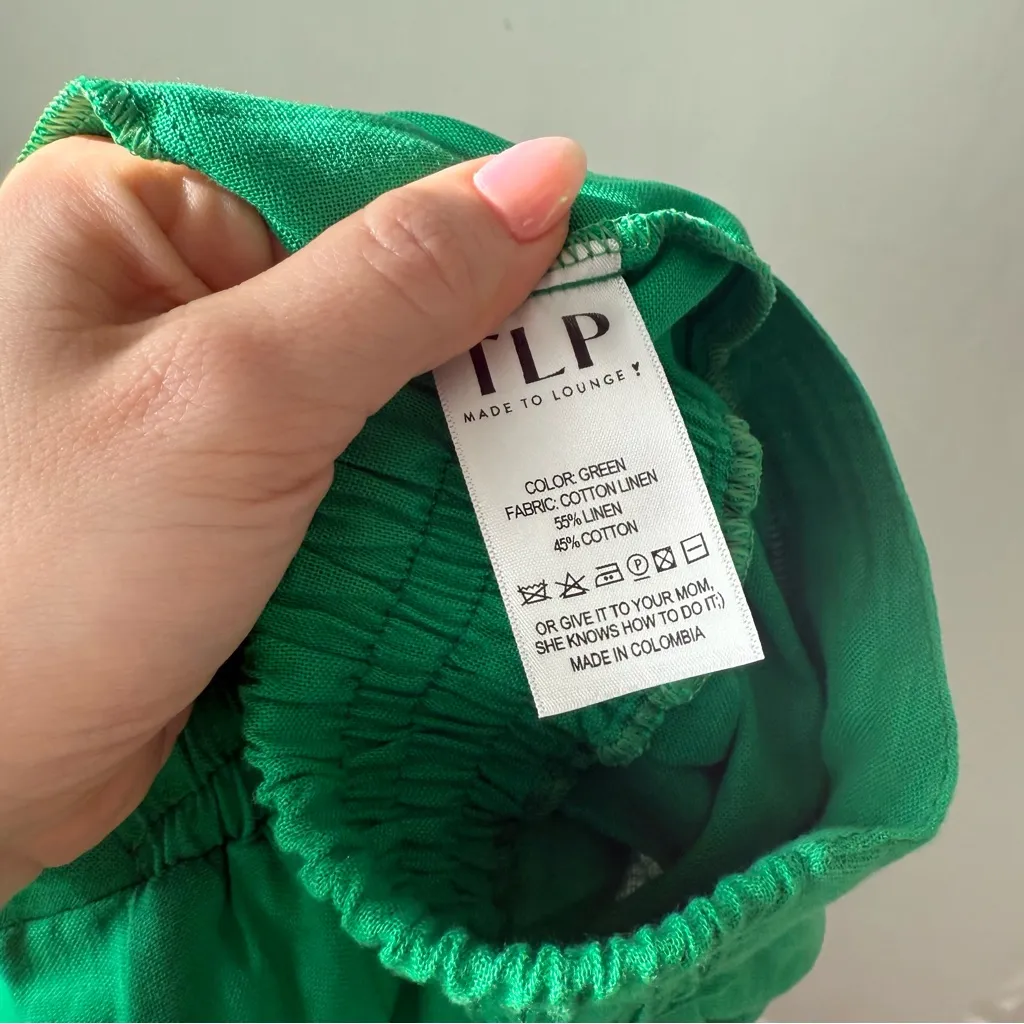 TLP
MADE TO LOUNGE
COLOR: GREEN
FABRIC: COTTON LINEN
55% LINEN
45% COTTON
P
OR GIVE IT TO YOUR MOM,
SHE KNOWS HOW TO DO IT;)
MADE IN COLOMBIA